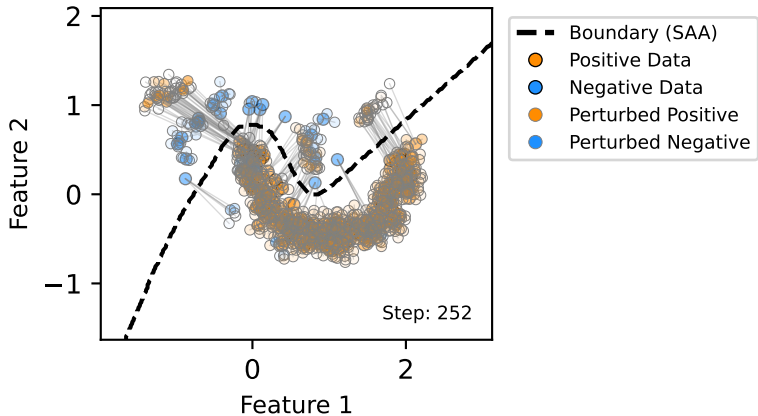 2
1
0
−1
Feature 2
0
2
Feature 1
Step: 252
Boundary (SAA)
Positive Data
Negative Data
Perturbed Positive
Perturbed Negative